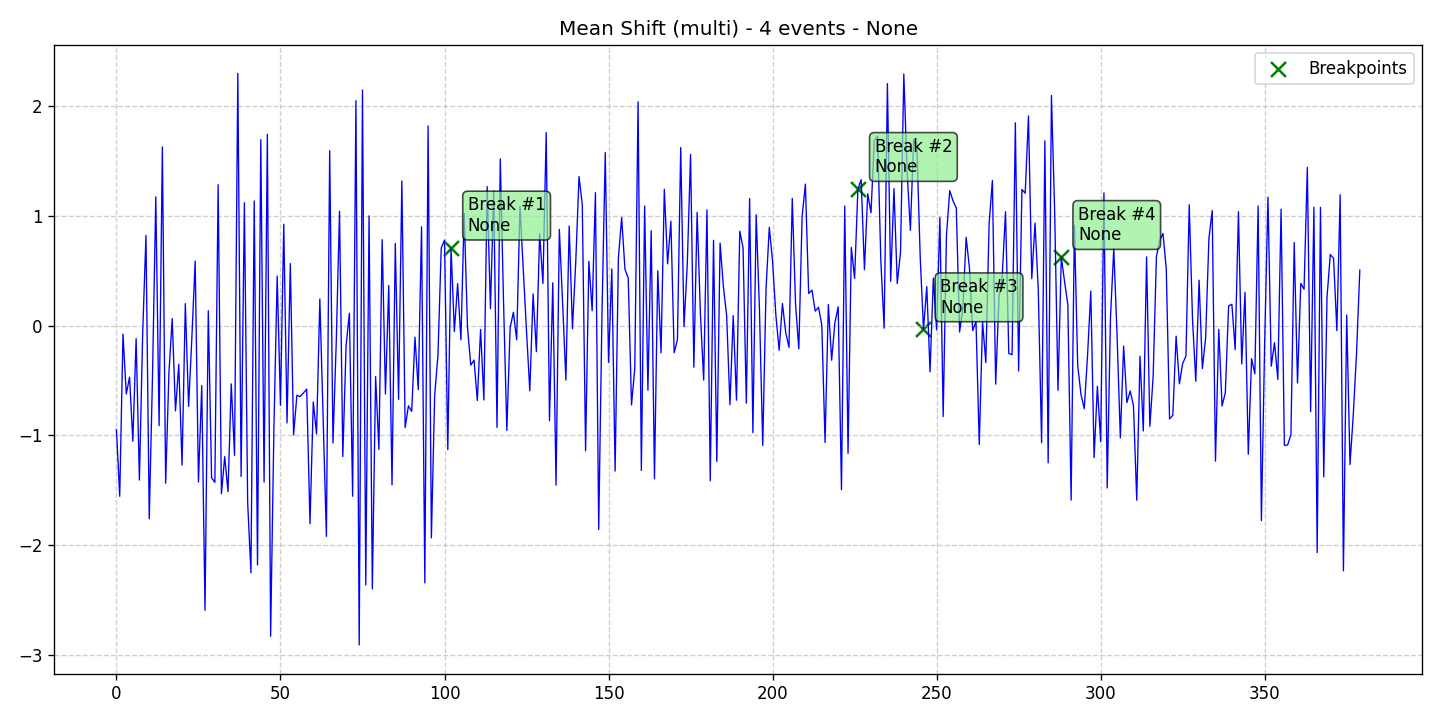 Mean Shift (multi) - 4 events - None
Breakpoints
Break #1
None
Break #2
None
Break #3
None
Break #4
None
2
1
0
−1
−2
−3
0
50
100
150
200
250
300
350